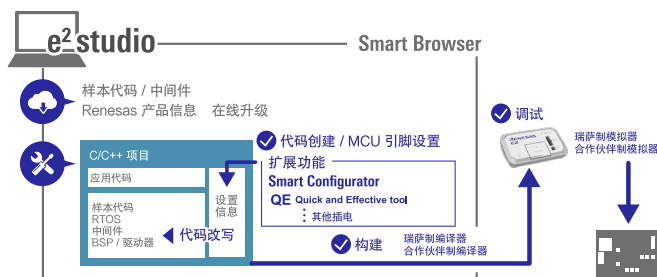 e² studio
Smart Browser
样本代码 / 中间件
Renesas 产品信息 在线升级
调试
瑞萨制模拟器
合作伙伴制模拟器
RENESAS
E2
代码创建 / MCU 引脚设置
C/C++ 项目
扩展功能
应用代码
Smart Configurator
QE Quick and Effective tool
其他插电
设置
信息
样本代码
RTOS
中间件
BSP / 驱动器
代码改写
构建
瑞萨制编译器
合作伙伴制编译器